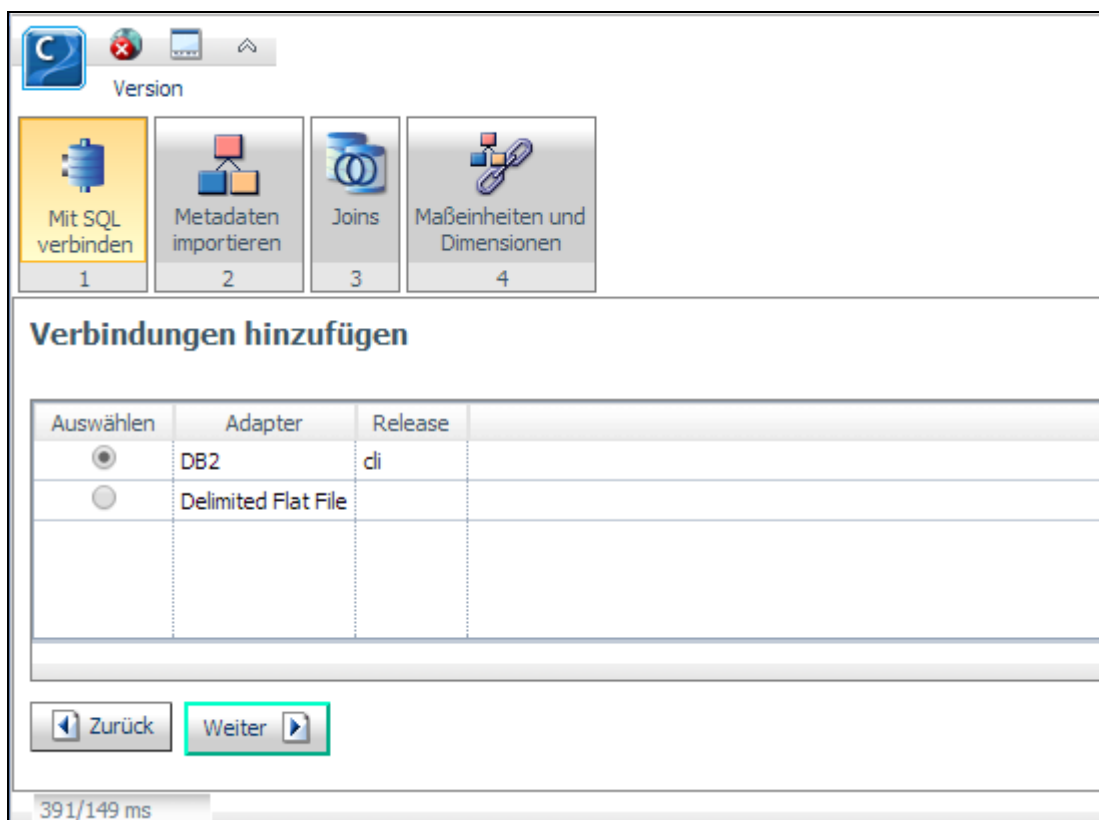 C
Version
Mit SQL
verbinden
1
Metadaten
importieren
2
Joins
3
Maßeinheiten und
Dimensionen
4
Verbindungen hinzufügen
Auswählen Adapter Release
DB2 cli
Delimited Flat File
Zurück Weiter
391/149 ms